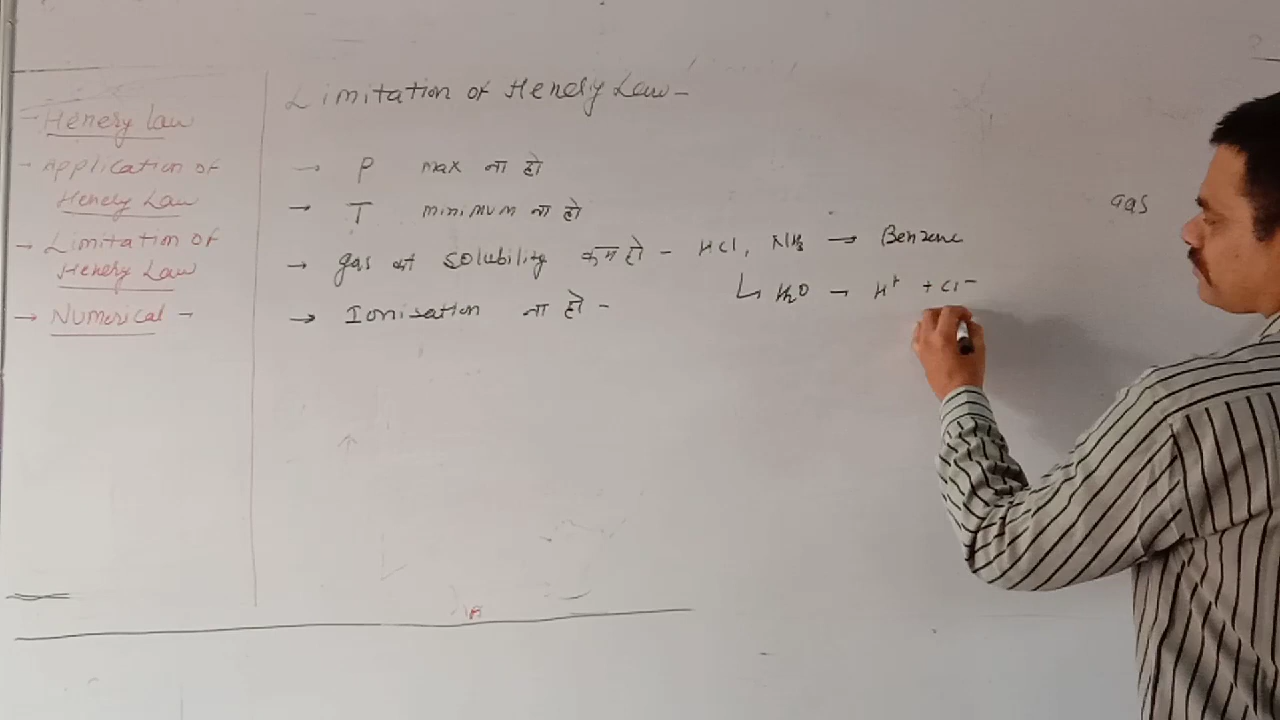 Henery law
- Application of
Henery Law
→ Limitation of
Henery Law
→ Numerical -
Limitation of Henery Law -
→ P max ना हो
→ T minimum ना हो
→ gas की solubility कम हो - HCl, NH3 → Benzene
↳ H2O → H+ + Cl-
→ Ionisation ना हो -
gas